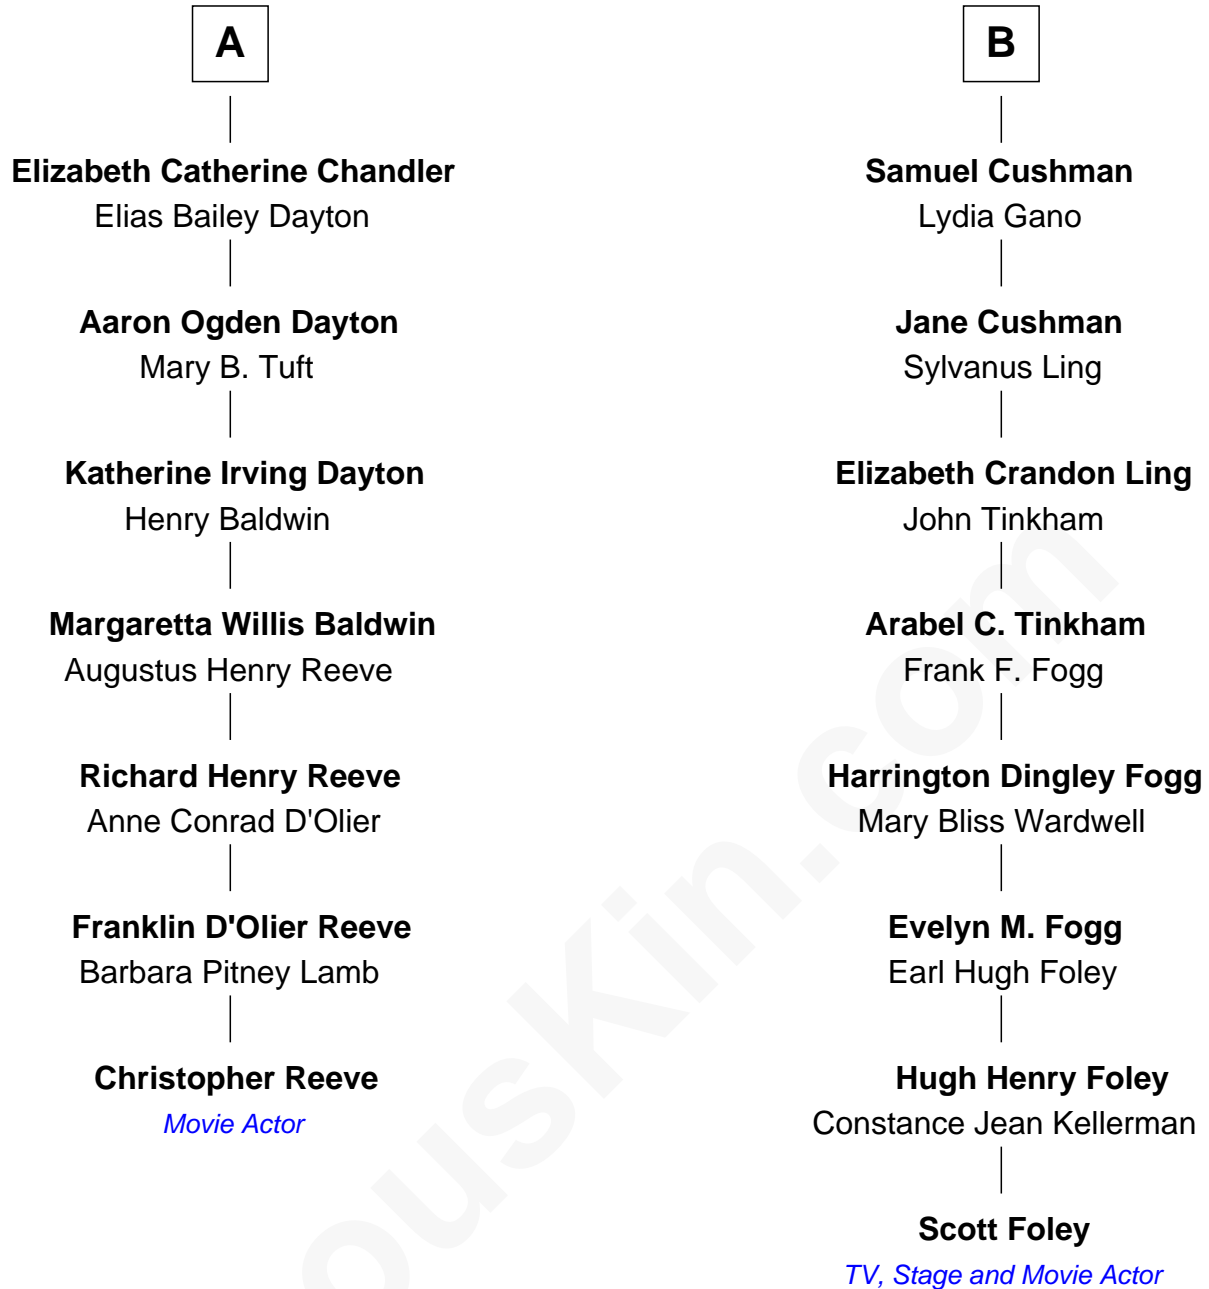 A
Elizabeth Catherine Chandler
Elias Bailey Dayton
Aaron Ogden Dayton
Mary B. Tuft
Katherine Irving Dayton
Henry Baldwin
Margaretta Willis Baldwin
Augustus Henry Reeve
Richard Henry Reeve
Anne Conrad D'Olier
Franklin D'Olier Reeve
Barbara Pitney Lamb
Christopher Reeve
Movie Actor
B
Samuel Cushman
Lydia Gano
Jane Cushman
Sylvanus Ling
Elizabeth Crandon Ling
John Tinkham
Arabel C. Tinkham
Frank F. Fogg
Harrington Dingley Fogg
Mary Bliss Wardwell
Evelyn M. Fogg
Earl Hugh Foley
Hugh Henry Foley
Constance Jean Kellerman
Scott Foley
TV, Stage and Movie Actor
ousKin.com